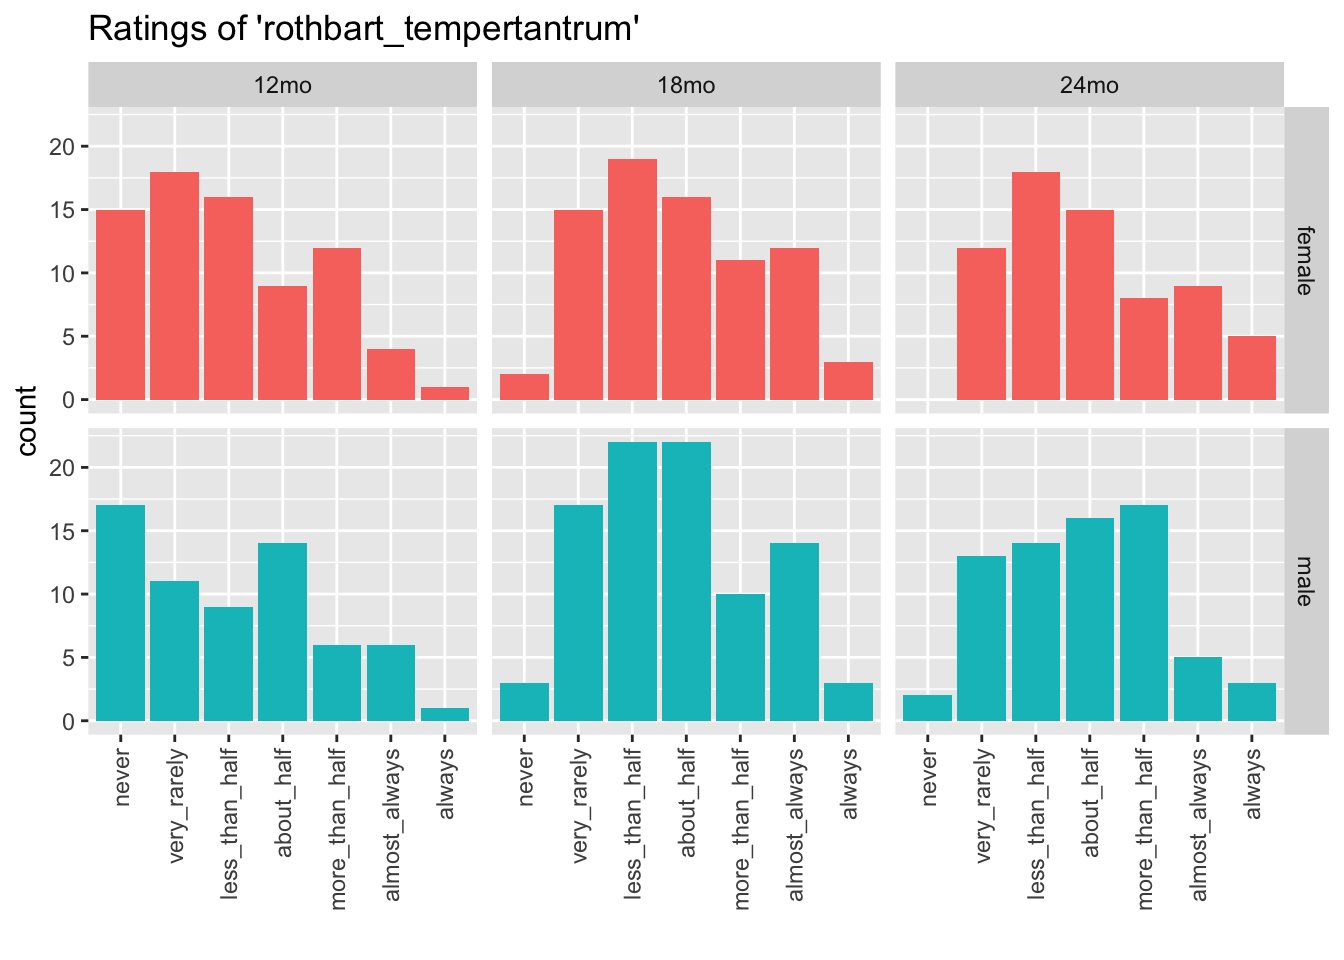 Ratings of 'rothbart_tempertantrum'
12mo 18mo 24mo
20
15
10
5
0
female
count
20
15
10
5
0
male
never very_rarely less_than_half about_half more_than_half almost_always always never very_rarely less_than_half about_half more_than_half almost_always always never very_rarely less_than_half about_half more_than_half almost_always always